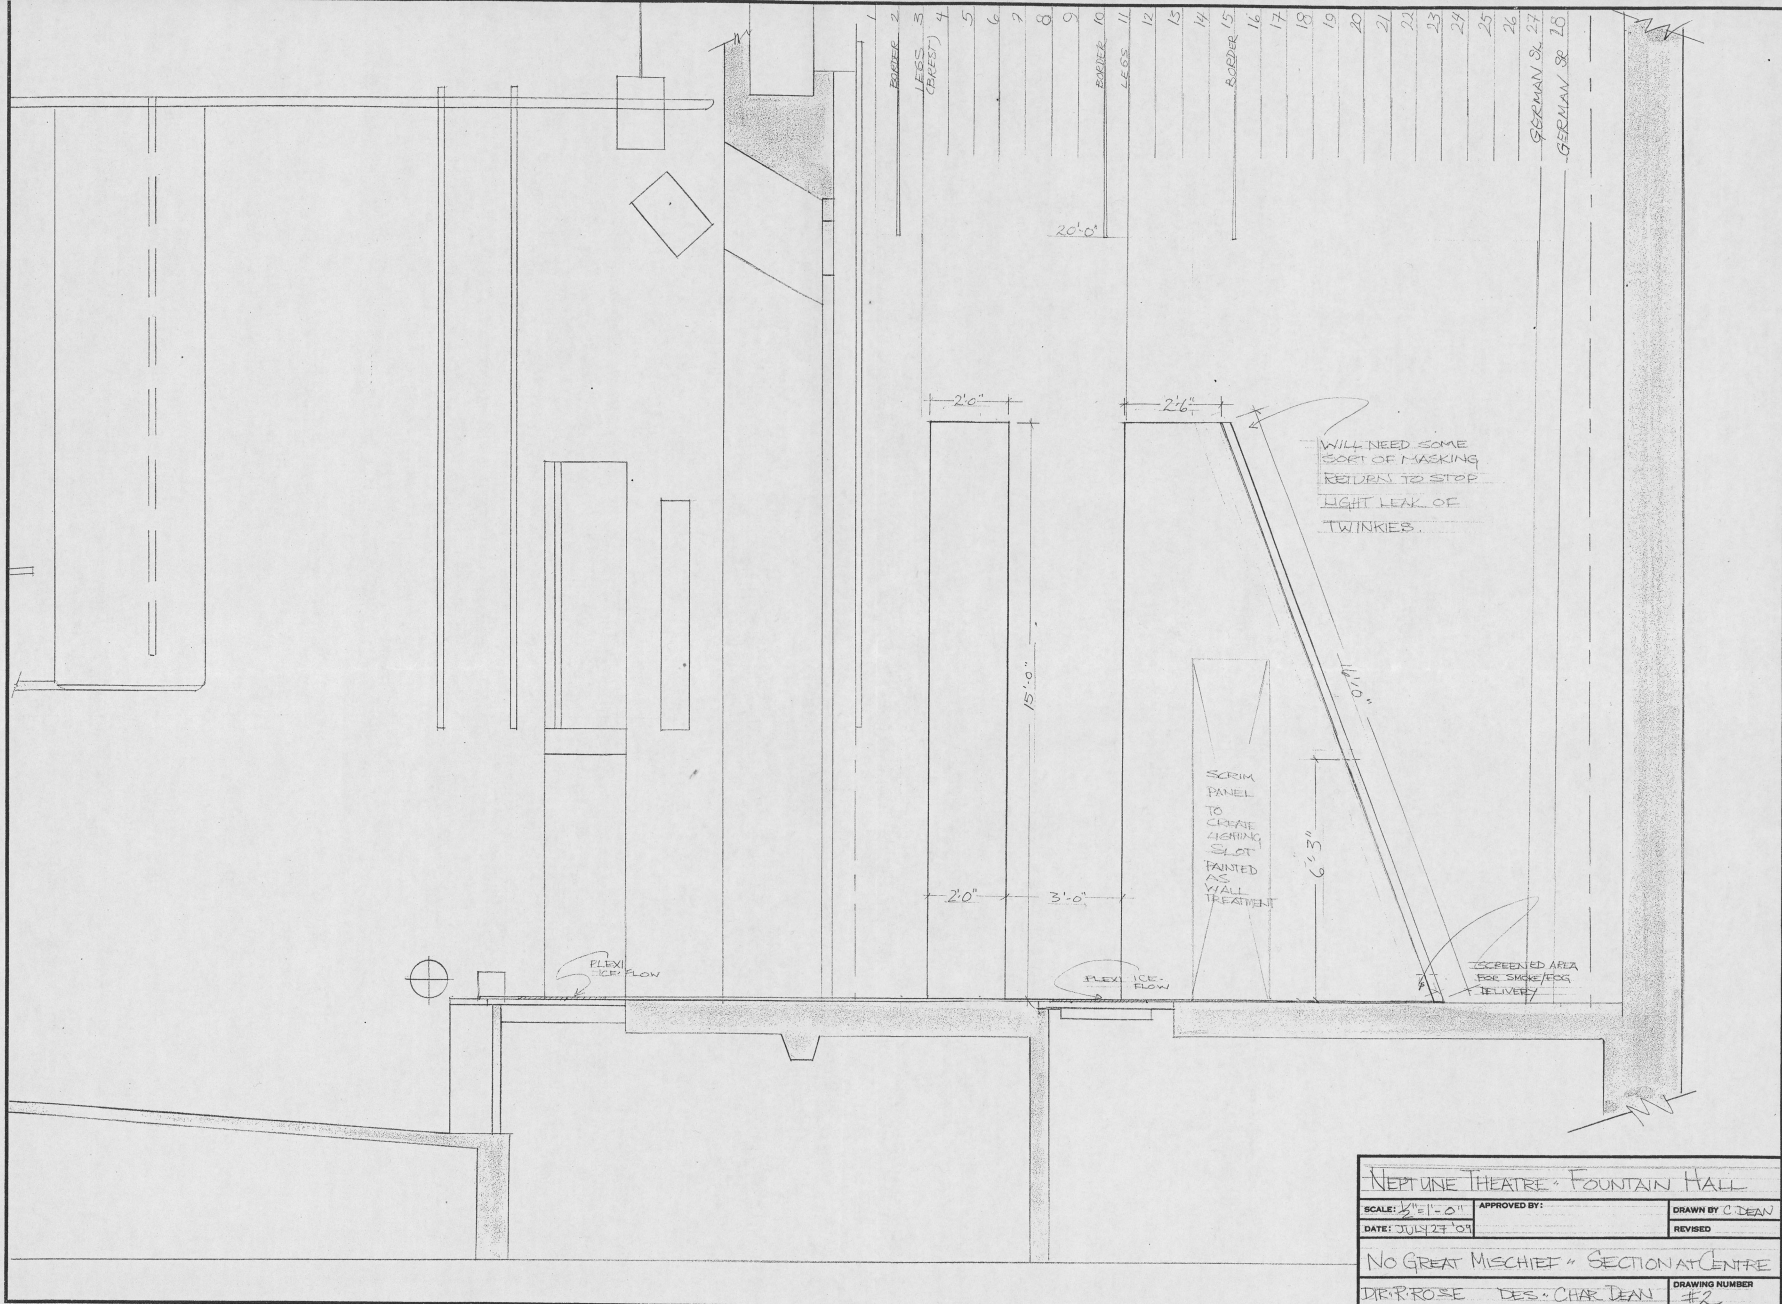 1
2 BORDER
3 LEGS
(BREST)
4
5
6
7
8
9
10 BORDER
11 LEGS
12
13
14
15 BORDER
16
17
18
19
20
21
22
23
24
25
26
27 GERMAN SL
28 GERMAN SR
20'-0"
2'-0"
2'-6"
WILL NEED SOME
SORT OF MASKING
RETURN TO STOP
LIGHT LEAK OF
TWINKIES.
15'-0"
SCRIM
PANEL
TO
CREATE
LIGHTING
SLOT
PAINTED
AS
WALL
TREATMENT
6'-3"
2'-0"
3'-0"
PLEXI
ICE-FLOW
PLEXI ICE-
FLOW
SCREENED AREA
FOR SMOKE/FOG
DELIVERY
NEPTUNE THEATRE - FOUNTAIN HALL
SCALE: 1/2"=1'-0"
APPROVED BY:
DRAWN BY C. DEAN
DATE: JULY 27 '09
REVISED
NO GREAT MISCHIEF - SECTION AT CENTRE
DIR: R. ROSE DES: CHAR DEAN
DRAWING NUMBER
#2